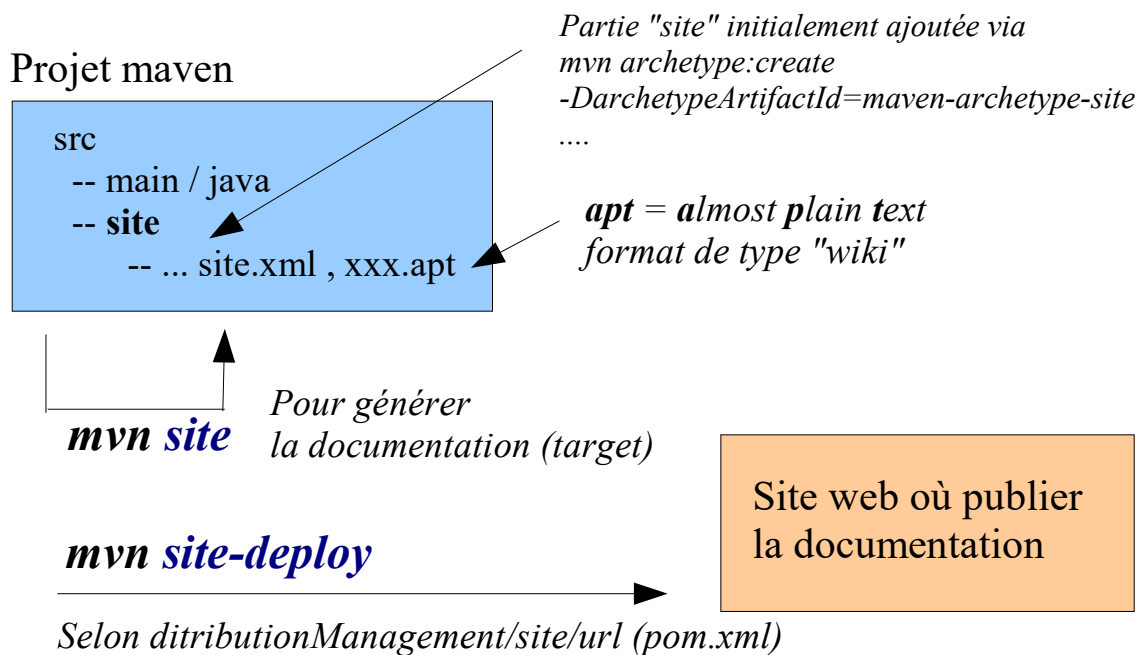 Partie "site" initialement ajoutée via
mvn archetype:create
-DarchetypeArtifactId=maven-archetype-site
....
Projet maven
src
-- main / java
-- site
-- ... site.xml , xxx.apt
apt = almost plain text
format de type "wiki"
Pour générer
la documentation (target)
mvn site
Site web où publier
la documentation
mvn site-deploy
Selon ditributionManagement/site/url (pom.xml)